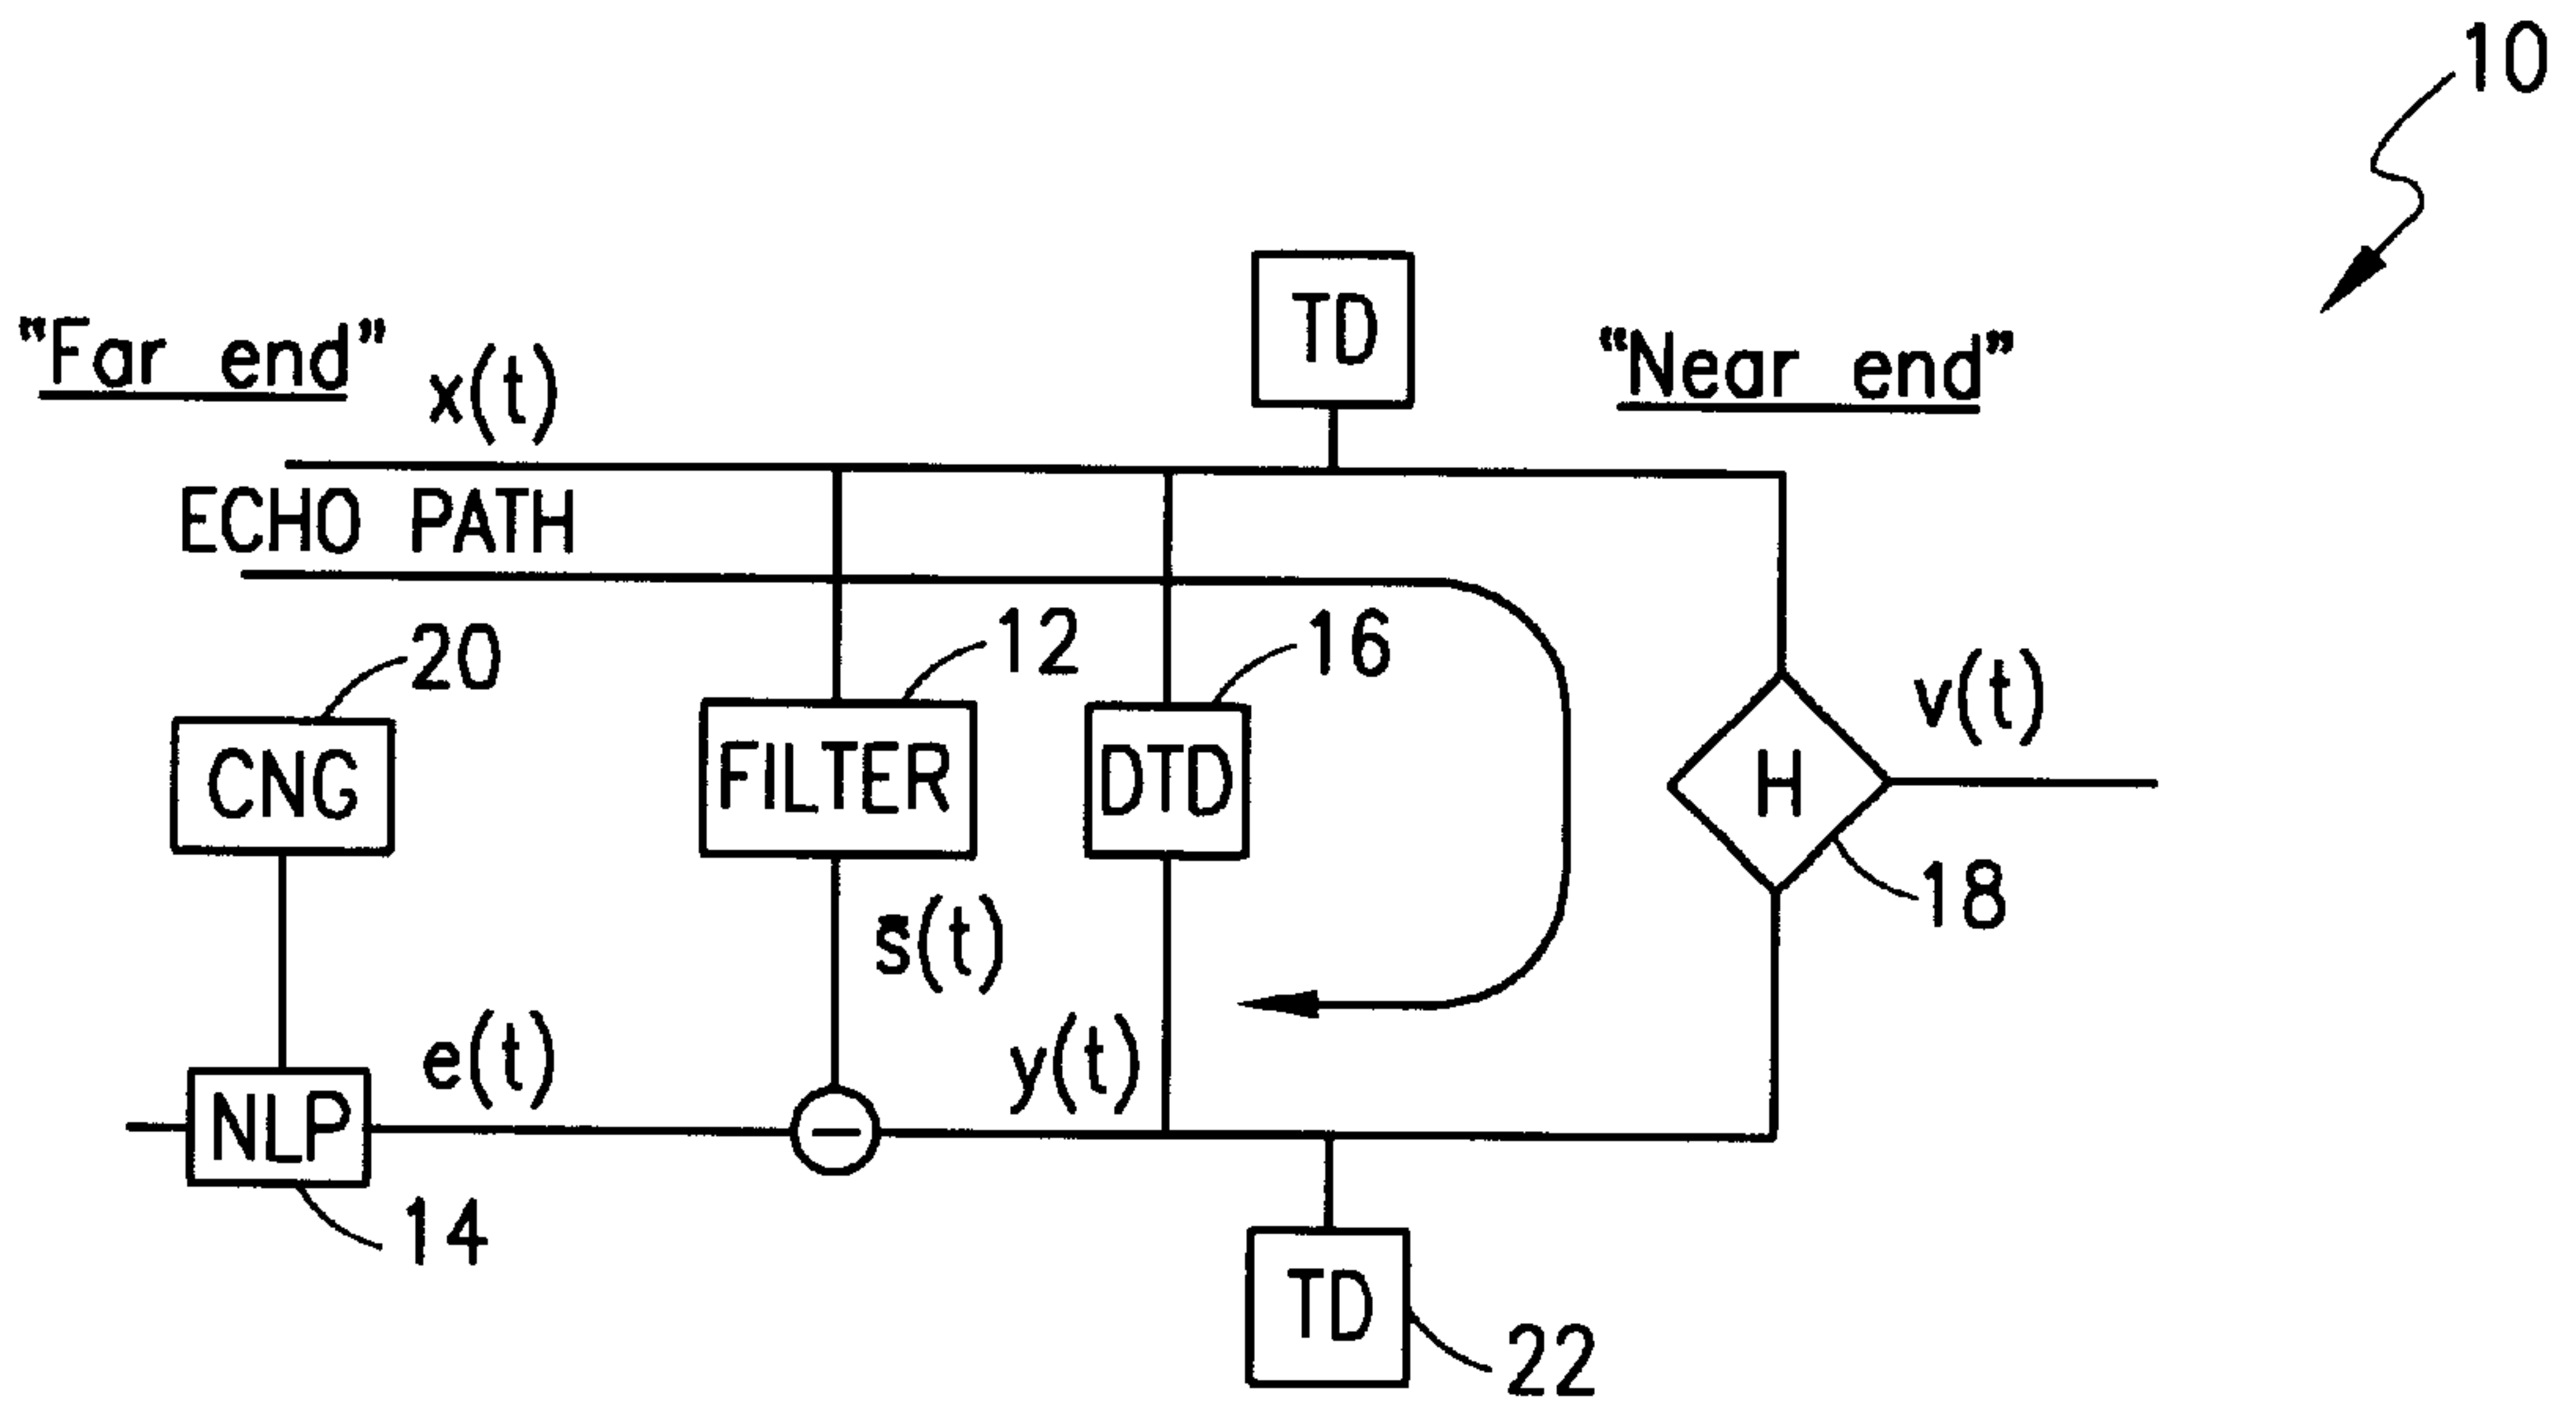 10
TD
"Far end"
x(t)
"Near end"
ECHO PATH
20
12
16
v(t)
CNG
FILTER
DTD
H
18
s̄(t)
e(t)
y(t)
NLP
−
14
TD
22